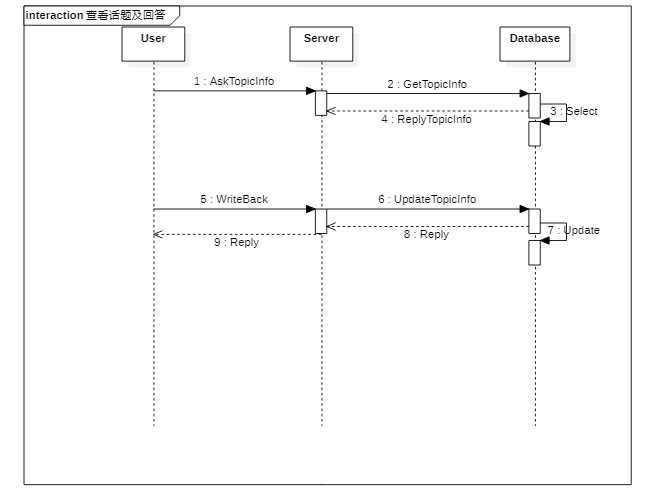 interaction 查看话题及回答
User
Server
Database
1 : AskTopicInfo
2 : GetTopicInfo
3 : Select
4 : ReplyTopicInfo
5 : WriteBack
6 : UpdateTopicInfo
7 : Update
8 : Reply
9 : Reply